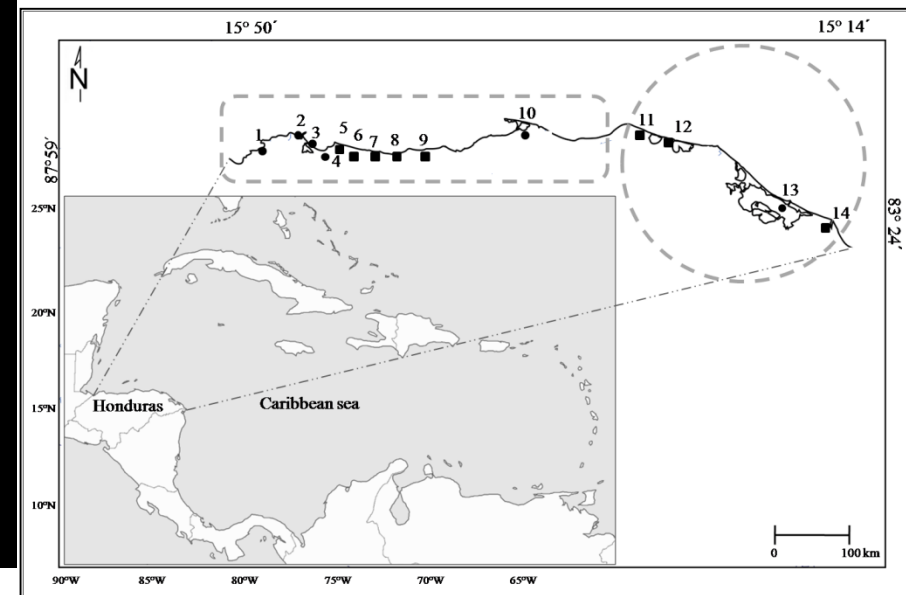 15° 50´ 15° 14´
N
87° 59´
83° 24´
1 2 3 4 5 6 7 8 9 10 11 12 13 14
25°N
20°N
15°N
10°N
Honduras
Caribbean sea
0 100 km
90°W 85°W 80°W 75°W 70°W 65°W